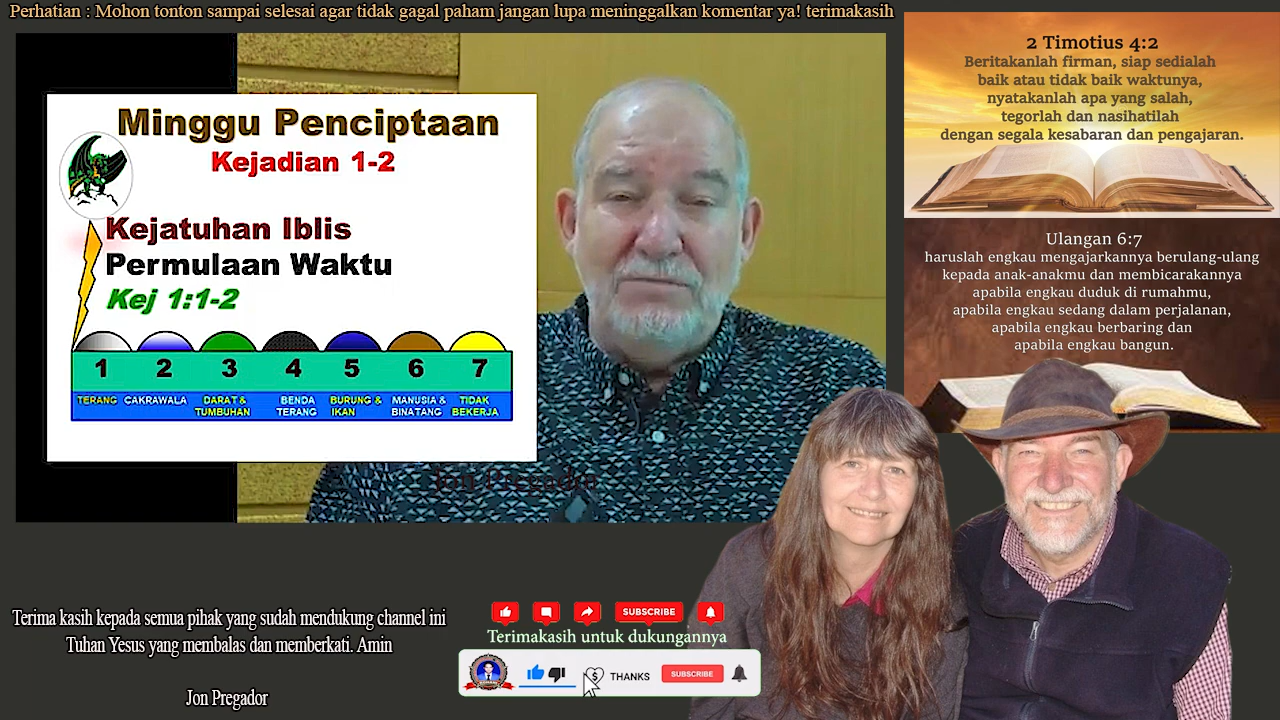 Perhatian : Mohon tonton sampai selesai agar tidak gagal paham jangan lupa meninggalkan komentar ya! terimakasih
Minggu Penciptaan
Kejadian 1-2
Kejatuhan Iblis
Permulaan Waktu
Kej 1:1-2
1 2 3 4 5 6 7
TERANG CAKRAWALA DARAT & TUMBUHAN BENDA TERANG BURUNG & IKAN MANUSIA & BINATANG TIDAK BEKERJA
Jon Pregador
2 Timotius 4:2
Beritakanlah firman, siap sedialah
baik atau tidak baik waktunya,
nyatakanlah apa yang salah,
tegorlah dan nasihatilah
dengan segala kesabaran dan pengajaran.
Ulangan 6:7
haruslah engkau mengajarkannya berulang-ulang
kepada anak-anakmu dan membicarakannya
apabila engkau duduk di rumahmu,
apabila engkau sedang dalam perjalanan,
apabila engkau berbaring dan
apabila engkau bangun.
Terima kasih kepada semua pihak yang sudah mendukung channel ini
Tuhan Yesus yang membalas dan memberkati. Amin
Jon Pregador
SUBSCRIBE
Terimakasih untuk dukungannya
$ THANKS SUBSCRIBE